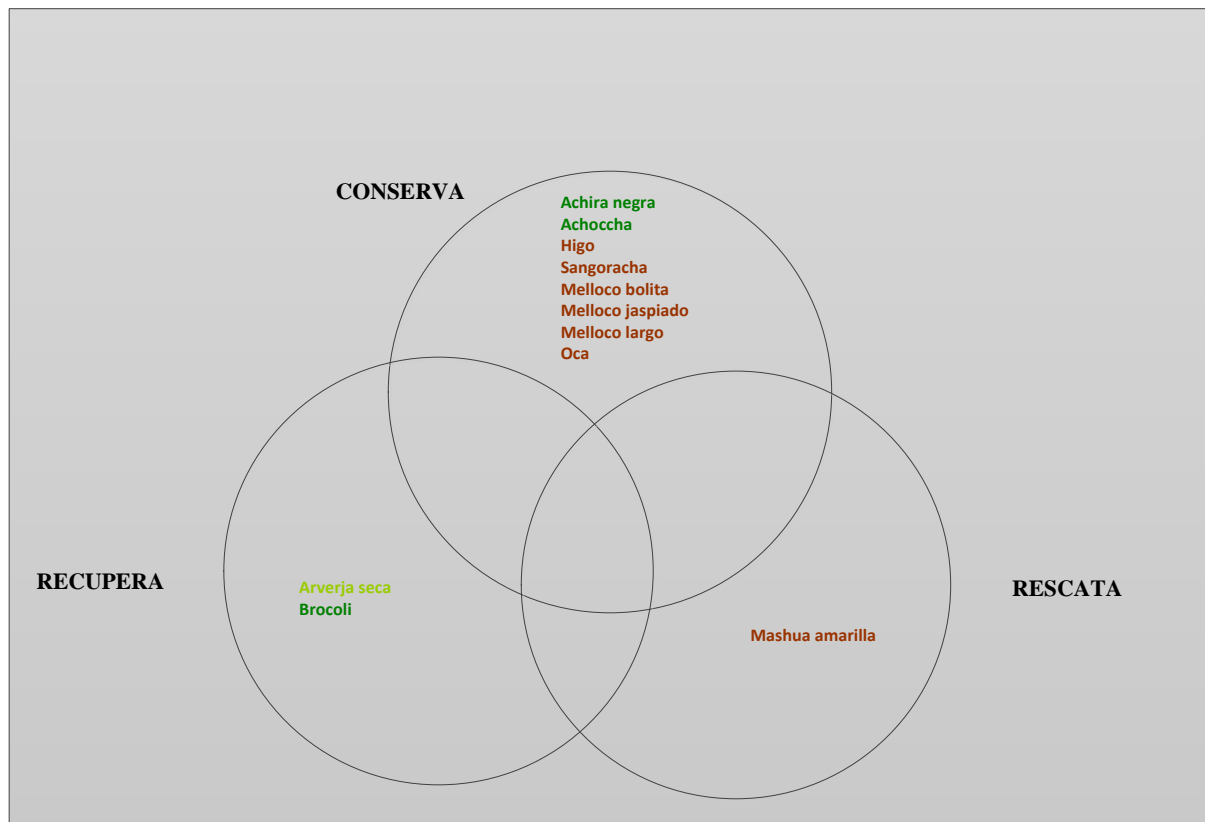 CONSERVA
Achira negra
Achoccha
Higo
Sangoracha
Melloco bolita
Melloco jaspiado
Melloco largo
Oca
RECUPERA
Arverja seca
Brocoli
RESCATA
Mashua amarilla